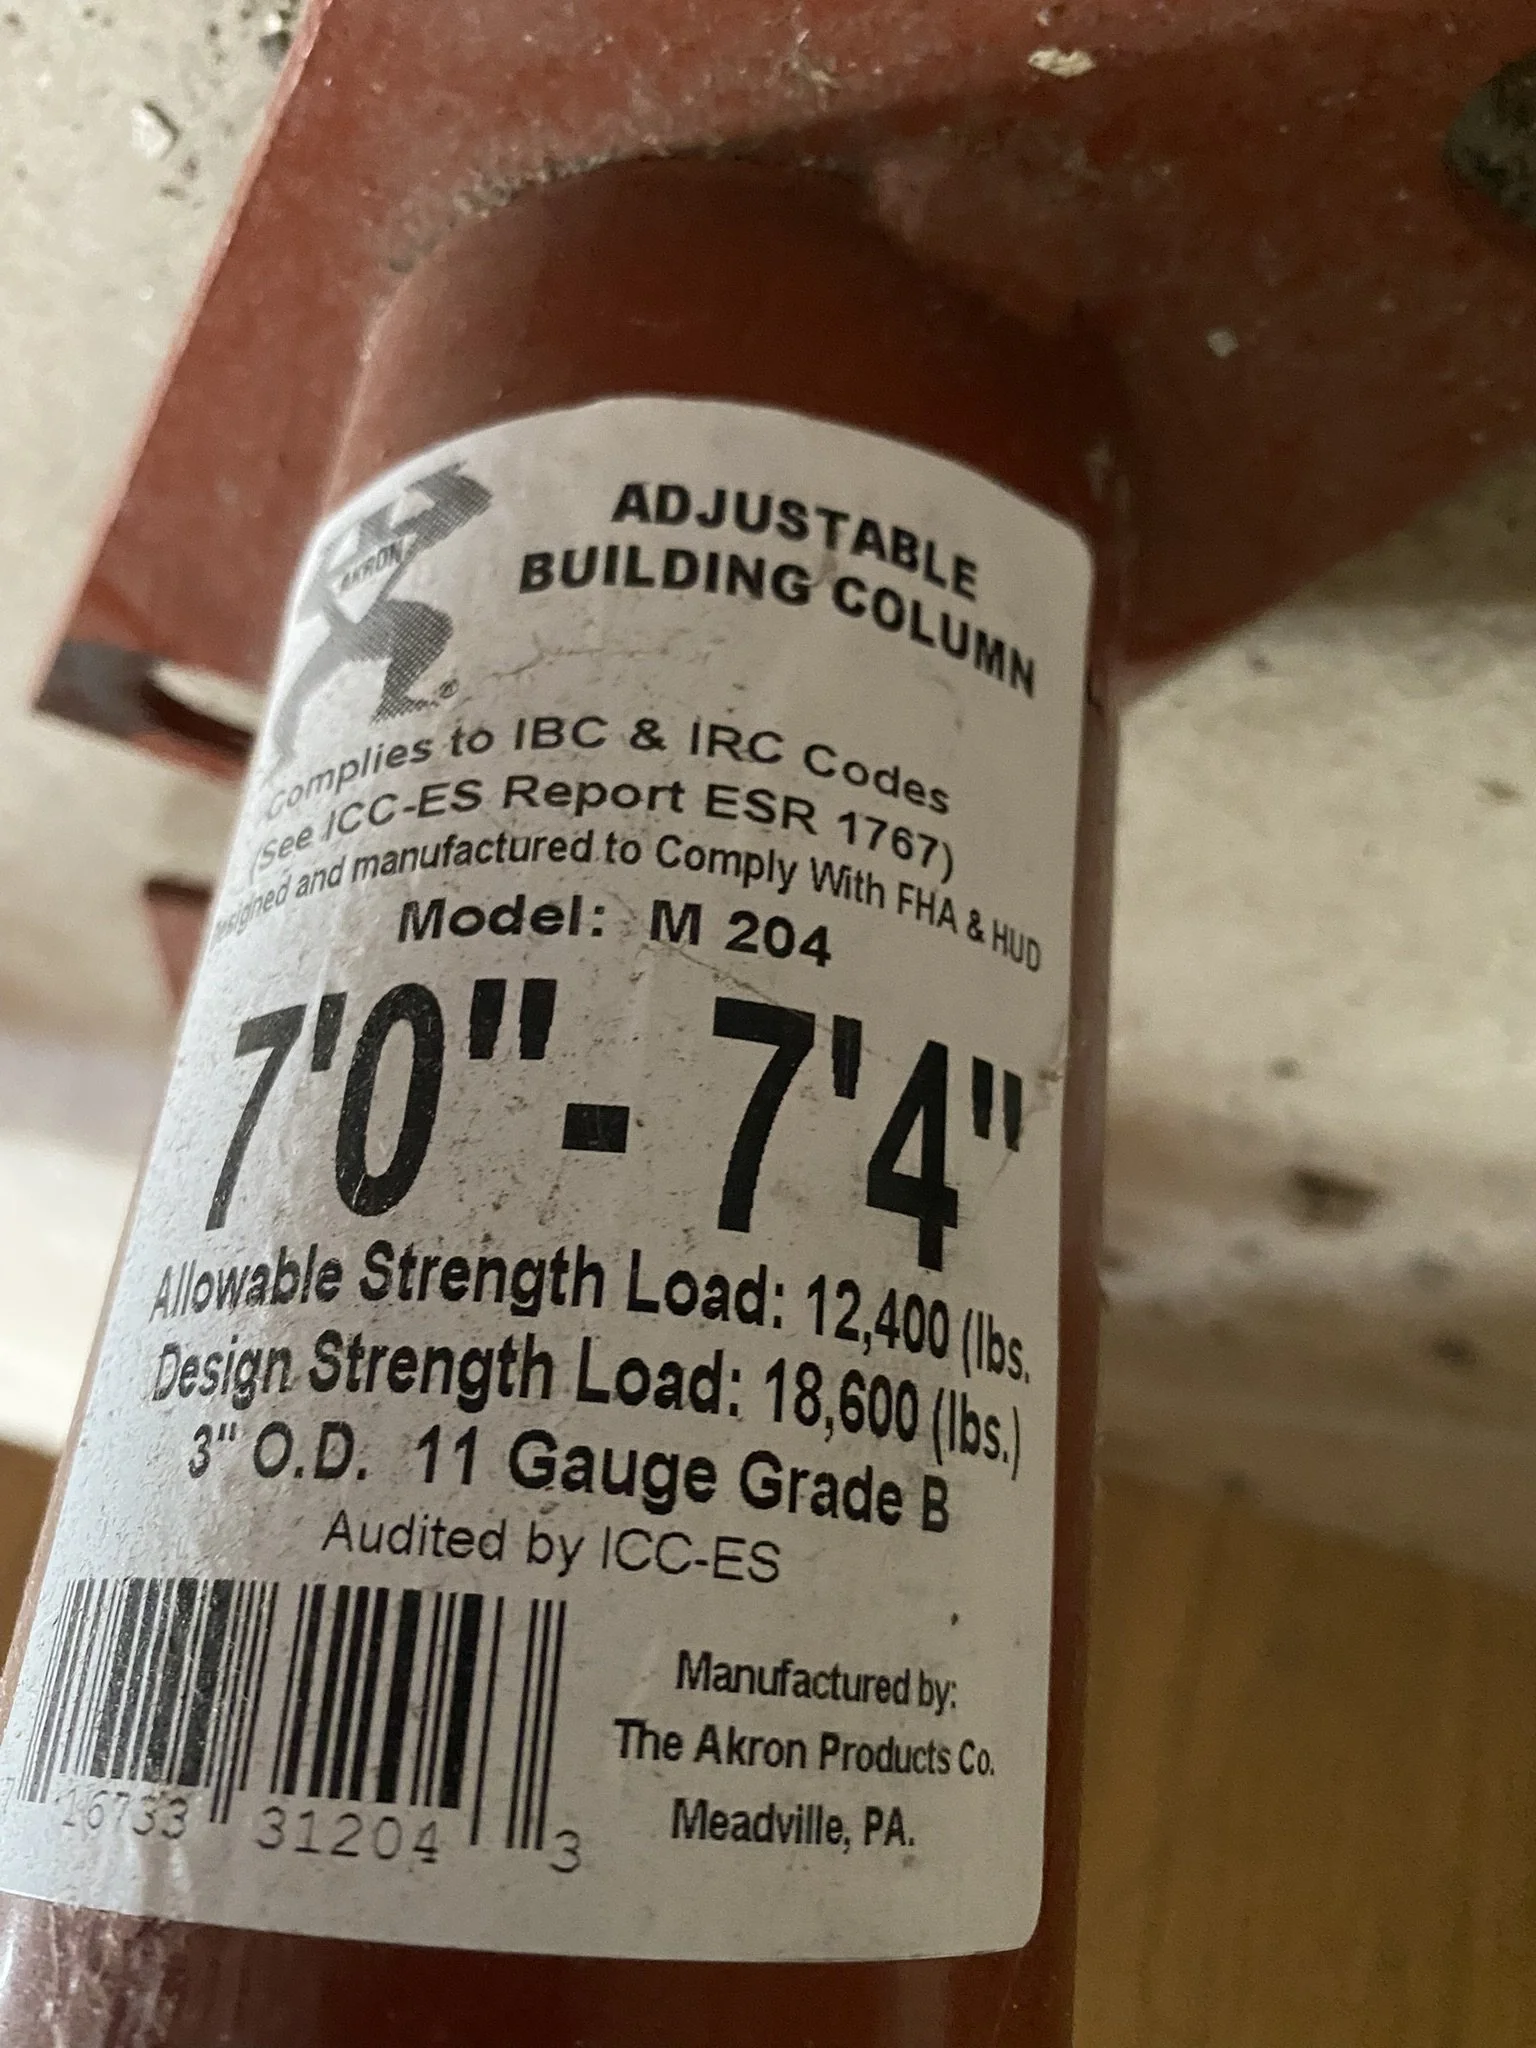 AKRON
®
ADJUSTABLE
BUILDING COLUMN
Complies to IBC & IRC Codes
(See ICC-ES Report ESR 1767)
Designed and manufactured to Comply With FHA & HUD
Model: M 204
7'0"- 7'4"
Allowable Strength Load: 12,400 (lbs.
Design Strength Load: 18,600 (lbs.)
3" O.D. 11 Gauge Grade B
Audited by ICC-ES
7 16733 31204 3
Manufactured by:
The Akron Products Co.
Meadville, PA.